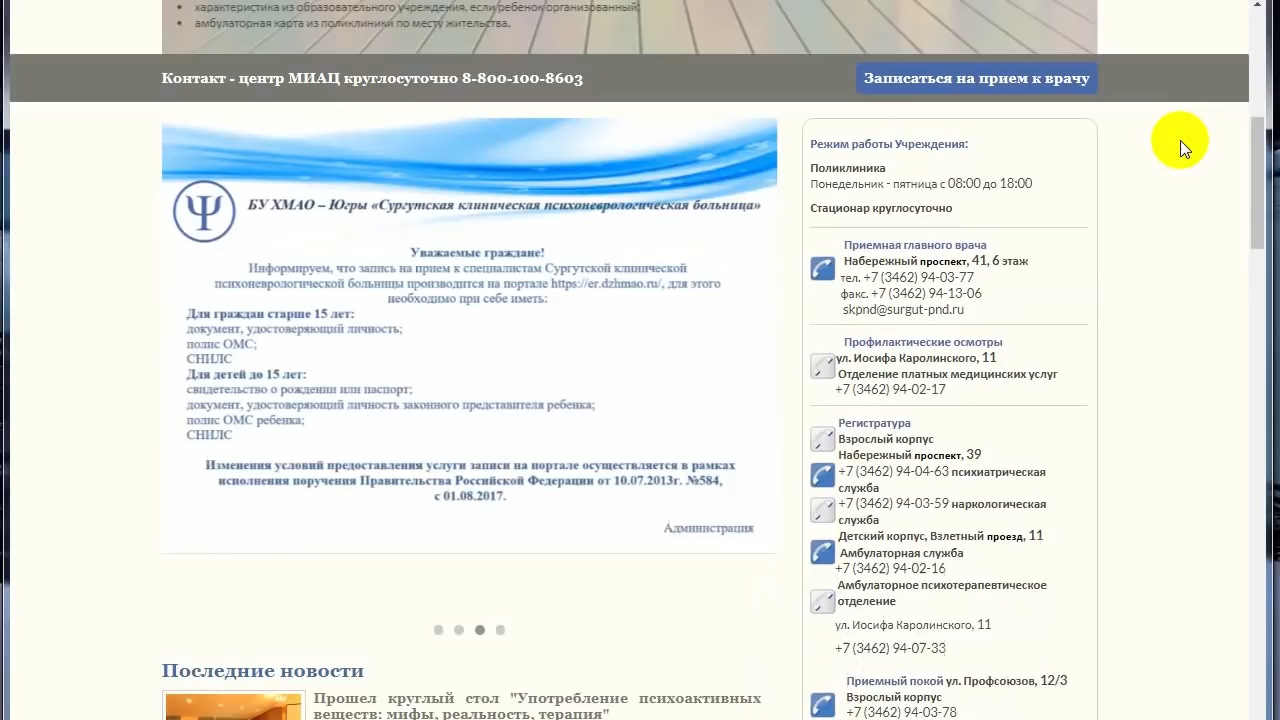 характеристика из образовательного учреждения, если ребенок организованный;
амбулаторная карта из поликлиники по месту жительства.
Контакт - центр МИАЦ круглосуточно 8-800-100-8603
Записаться на прием к врачу
БУ ХМАО – Югры «Сургутская клиническая психоневрологическая больница»
Уважаемые граждане!
Информируем, что запись на прием к специалистам Сургутской клинической
психоневрологической больницы производится на портале https://er.dzhmao.ru/, для этого
необходимо при себе иметь:
Для граждан старше 15 лет:
документ, удостоверяющий личность;
полис ОМС;
СНИЛС
Для детей до 15 лет:
свидетельство о рождении или паспорт;
документ, удостоверяющий личность законного представителя ребенка;
полис ОМС ребенка;
СНИЛС
Изменения условий предоставления услуги записи на портале осуществляется в рамках
исполнения поручения Правительства Российской Федерации от 10.07.2013г. №584,
с 01.08.2017.
Администрация
Последние новости
Прошел круглый стол "Употребление психоактивных
веществ: мифы, реальность, терапия"
Режим работы Учреждения:
Поликлиника
Понедельник - пятница с 08:00 до 18:00
Стационар круглосуточно
Приемная главного врача
Набережный проспект, 41, 6 этаж
тел. +7 (3462) 94-03-77
факс. +7 (3462) 94-13-06
skpnd@surgut-pnd.ru
Профилактические осмотры
ул. Иосифа Каролинского, 11
Отделение платных медицинских услуг
+7 (3462) 94-02-17
Регистратура
Взрослый корпус
Набережный проспект, 39
+7 (3462) 94-04-63 психиатрическая
служба
+7 (3462) 94-03-59 наркологическая
служба
Детский корпус, Взлетный проезд, 11
Амбулаторная служба
+7 (3462) 94-02-16
Амбулаторное психотерапевтическое
отделение
ул. Иосифа Каролинского, 11
+7 (3462) 94-07-33
Приемный покой ул. Профсоюзов, 12/3
Взрослый корпус
+7 (3462) 94-03-78